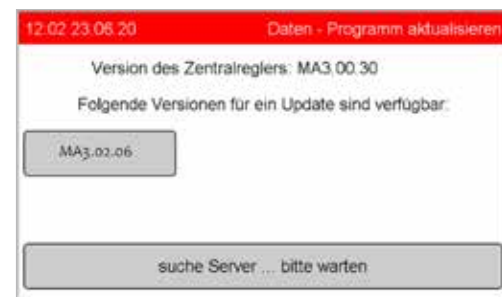 12:02 23.06.20 Daten - Programm aktualisieren
Version des Zentralreglers: MA3.00.30
Folgende Versionen für ein Update sind verfügbar:
MA3.02.06
suche Server ... bitte warten